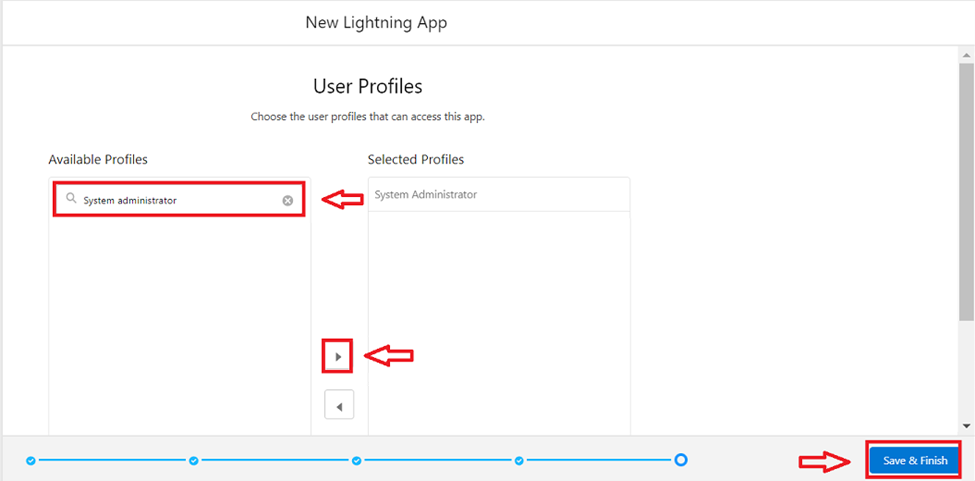 New Lightning App
User Profiles
Choose the user profiles that can access this app.
Available Profiles
Selected Profiles
System administrator
System Administrator
Save & Finish